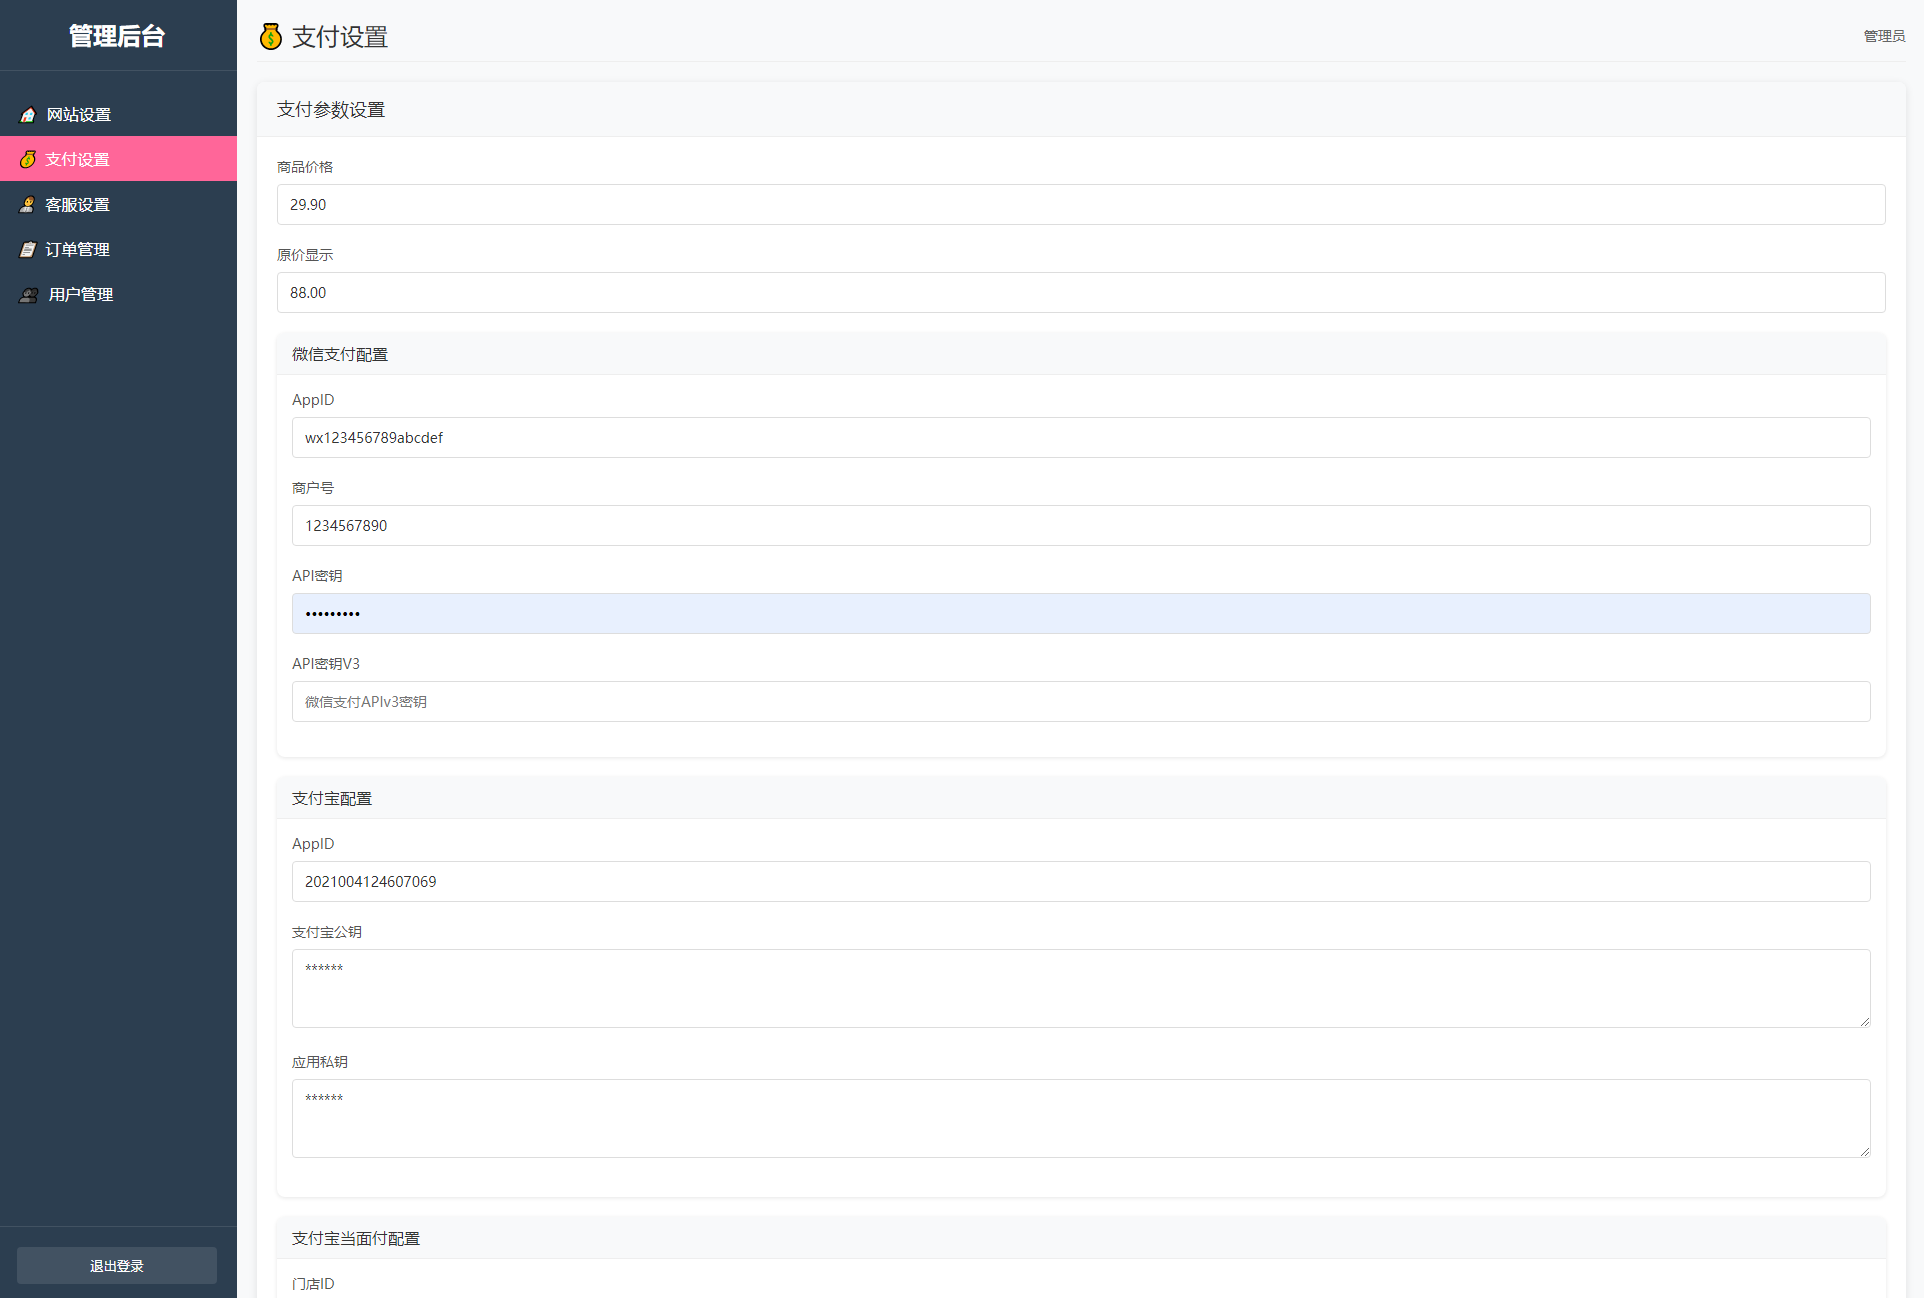 管理后台
支付设置
管理员
网站设置
支付设置
客服设置
订单管理
用户管理
退出登录
支付参数设置
商品价格
29.90
原价显示
88.00
微信支付配置
AppID
wx123456789abcdef
商户号
1234567890
API密钥
•••••••••
API密钥V3
微信支付APIv3密钥
支付宝配置
AppID
2021004124607069
支付宝公钥
******
应用私钥
******
支付宝当面付配置
门店ID